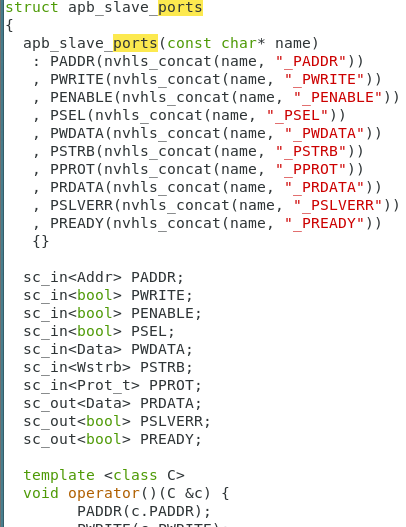 struct apb_slave_ports
{
  apb_slave_ports(const char* name)
   : PADDR(nvhls_concat(name, "_PADDR"))
   , PWRITE(nvhls_concat(name, "_PWRITE"))
   , PENABLE(nvhls_concat(name, "_PENABLE"))
   , PSEL(nvhls_concat(name, "_PSEL"))
   , PWDATA(nvhls_concat(name, "_PWDATA"))
   , PSTRB(nvhls_concat(name, "_PSTRB"))
   , PPROT(nvhls_concat(name, "_PPROT"))
   , PRDATA(nvhls_concat(name, "_PRDATA"))
   , PSLVERR(nvhls_concat(name, "_PSLVERR"))
   , PREADY(nvhls_concat(name, "_PREADY"))
   {}

  sc_in<Addr> PADDR;
  sc_in<bool> PWRITE;
  sc_in<bool> PENABLE;
  sc_in<bool> PSEL;
  sc_in<Data> PWDATA;
  sc_in<Wstrb> PSTRB;
  sc_in<Prot_t> PPROT;
  sc_out<Data> PRDATA;
  sc_out<bool> PSLVERR;
  sc_out<bool> PREADY;

  template <class C>
  void operator()(C &c) {
        PADDR(c.PADDR);
        PWRITE(c.PWRITE);